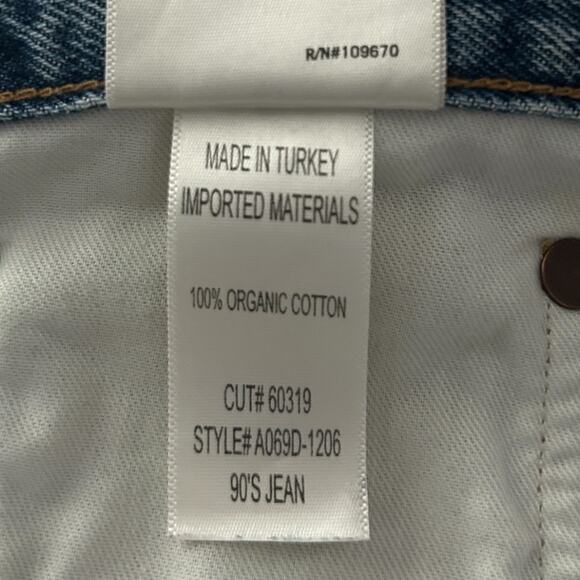 R/N#109670
MADE IN TURKEY
IMPORTED MATERIALS
100% ORGANIC COTTON
CUT# 60319
STYLE# A069D-1206
90'S JEAN